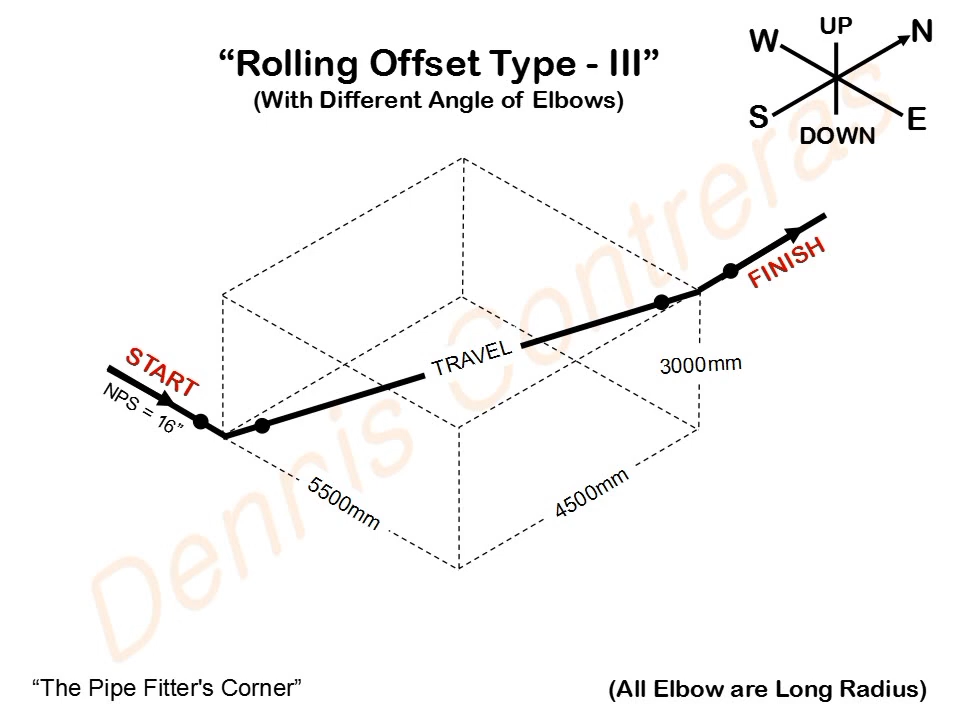 “Rolling Offset Type - III”
(With Different Angle of Elbows)
W
UP
N
S
DOWN
E
START
NPS = 16”
TRAVEL
FINISH
3000mm
5500mm
4500mm
Dennis Contreras
“The Pipe Fitter's Corner”
(All Elbow are Long Radius)